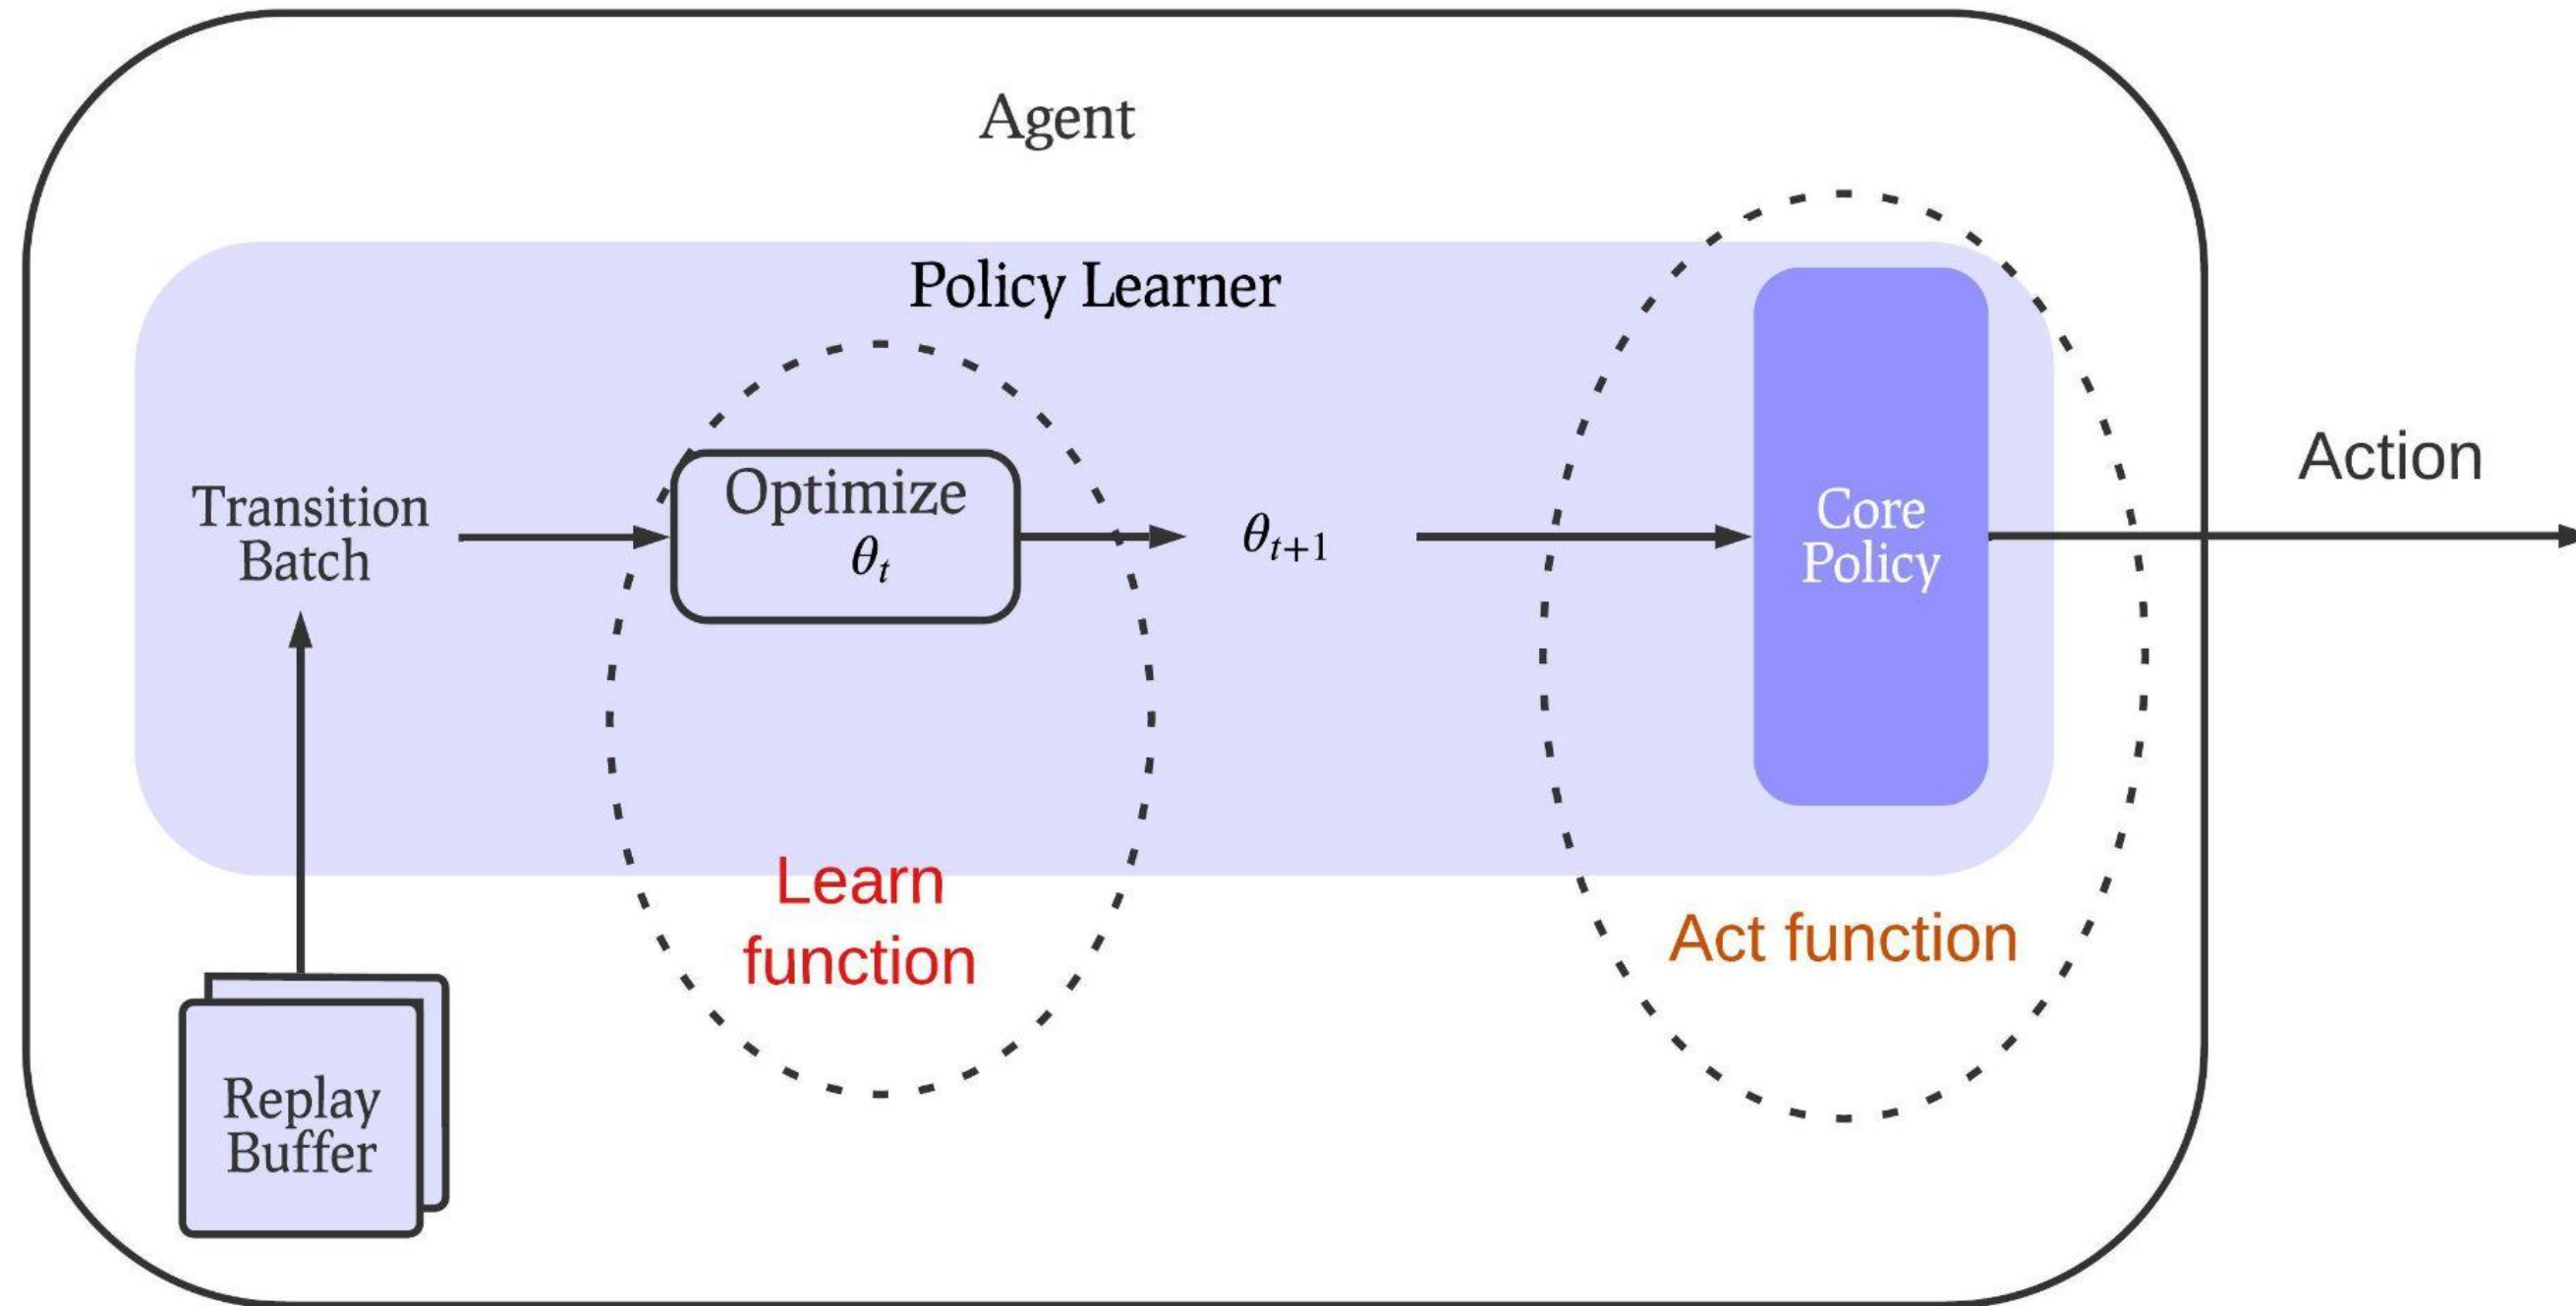 Agent
Policy Learner
Transition
Batch
Optimize
θt
θt+1
Core
Policy
Action
Learn
function
Act function
Replay
Buffer